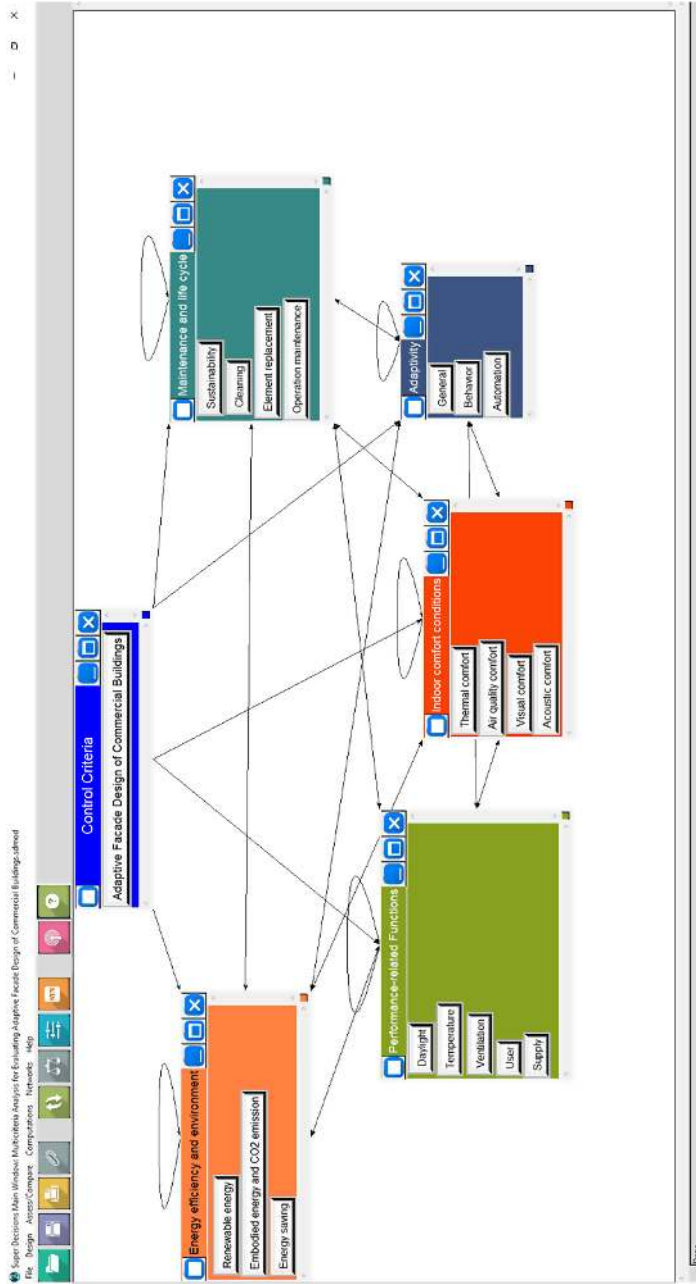 Super Decisions Main Window: Multicriteria Analysis for Evaluating Adaptive Facade Design of Commercial Buildings.sdmod
File Design Assess/Compare Computations Networks Help
Control Criteria
Adaptive Facade Design of Commercial Buildings
Energy efficiency and environment
Renewable energy
Embodied energy and CO2 emission
Energy suwing
Maintenance and life cycle
Sustainability
Cleaning
Element replacement
Operation maintenance
Performance-related Functions
Daylight
Temperature
Ventilation
User
Supply
Indoor comfort conditions
Thermal comfort
Air quality comfort
Visual comfort
Acoustic comfort
Adaptivity
General
Behavior
Automation